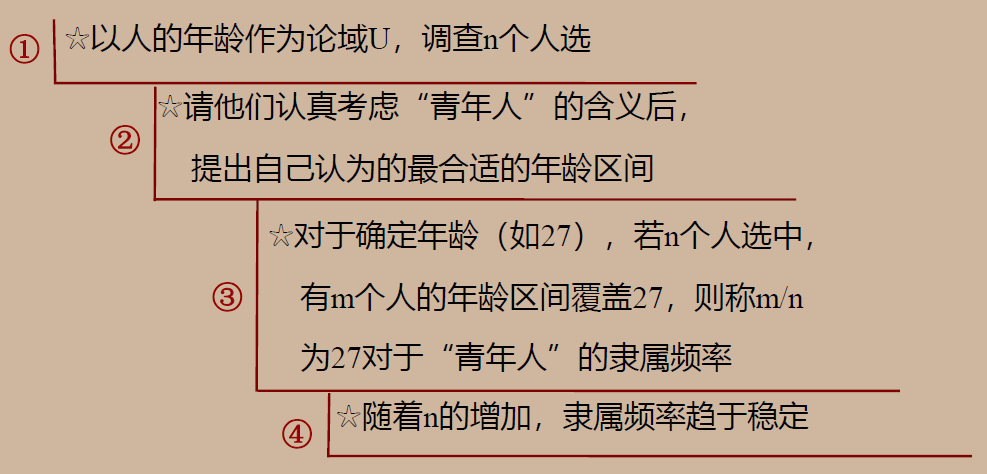 ① ☆以人的年龄作为论域U，调查n个人选
☆请他们认真考虑“青年人”的含义后，
② 提出自己认为的最合适的年龄区间
☆对于确定年龄（如27），若n个人选中，
③ 有m个人的年龄区间覆盖27，则称m/n
为27对于“青年人”的隶属频率
④ ☆随着n的增加，隶属频率趋于稳定